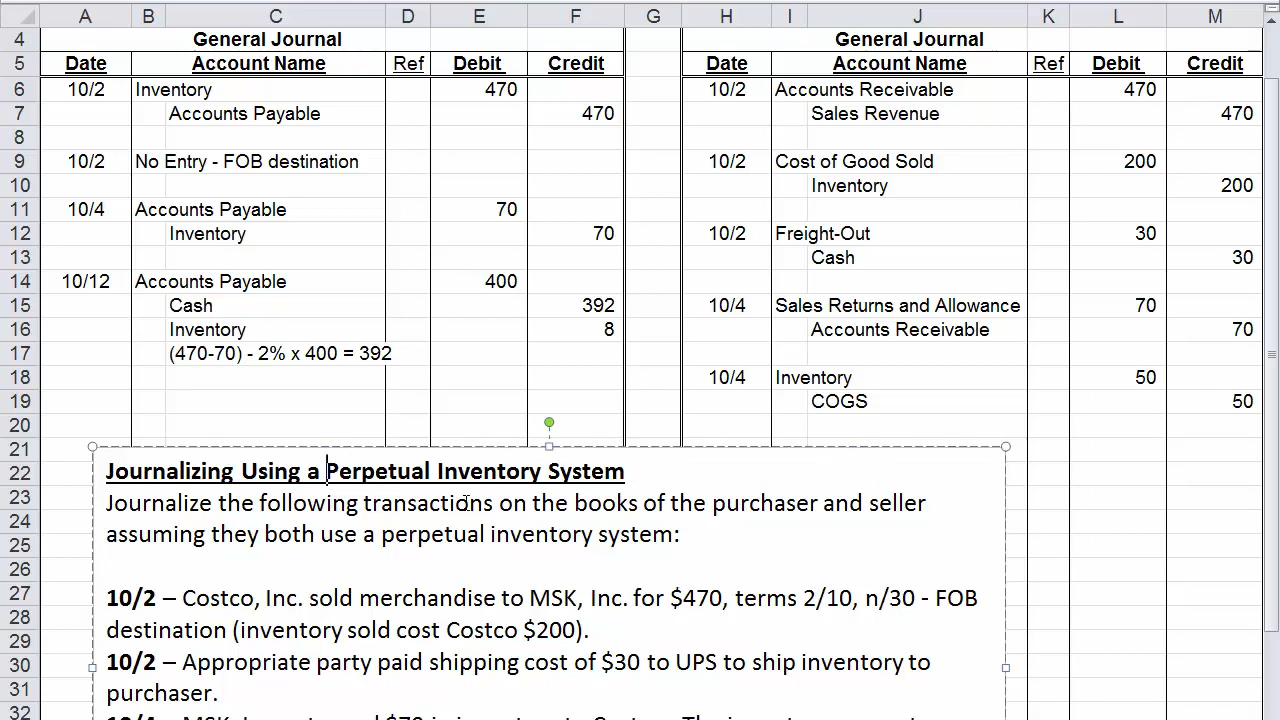 A B C D E F G H I J K L M
4 General Journal General Journal
5 Date Account Name Ref Debit Credit Date Account Name Ref Debit Credit
6 10/2 Inventory 470 10/2 Accounts Receivable 470
7 Accounts Payable 470 Sales Revenue 470
8
9 10/2 No Entry - FOB destination 10/2 Cost of Good Sold 200
10 Inventory 200
11 10/4 Accounts Payable 70
12 Inventory 70 10/2 Freight-Out 30
13 Cash 30
14 10/12 Accounts Payable 400
15 Cash 392 10/4 Sales Returns and Allowance 70
16 Inventory 8 Accounts Receivable 70
17 (470-70) - 2% x 400 = 392
18 10/4 Inventory 50
19 COGS 50
20
21
22 Journalizing Using a Perpetual Inventory System
23 Journalize the following transactions on the books of the purchaser and seller
24
25 assuming they both use a perpetual inventory system:
26
27 10/2 – Costco, Inc. sold merchandise to MSK, Inc. for $470, terms 2/10, n/30 - FOB
28
29 destination (inventory sold cost Costco $200).
30 10/2 – Appropriate party paid shipping cost of $30 to UPS to ship inventory to
31 purchaser.
32